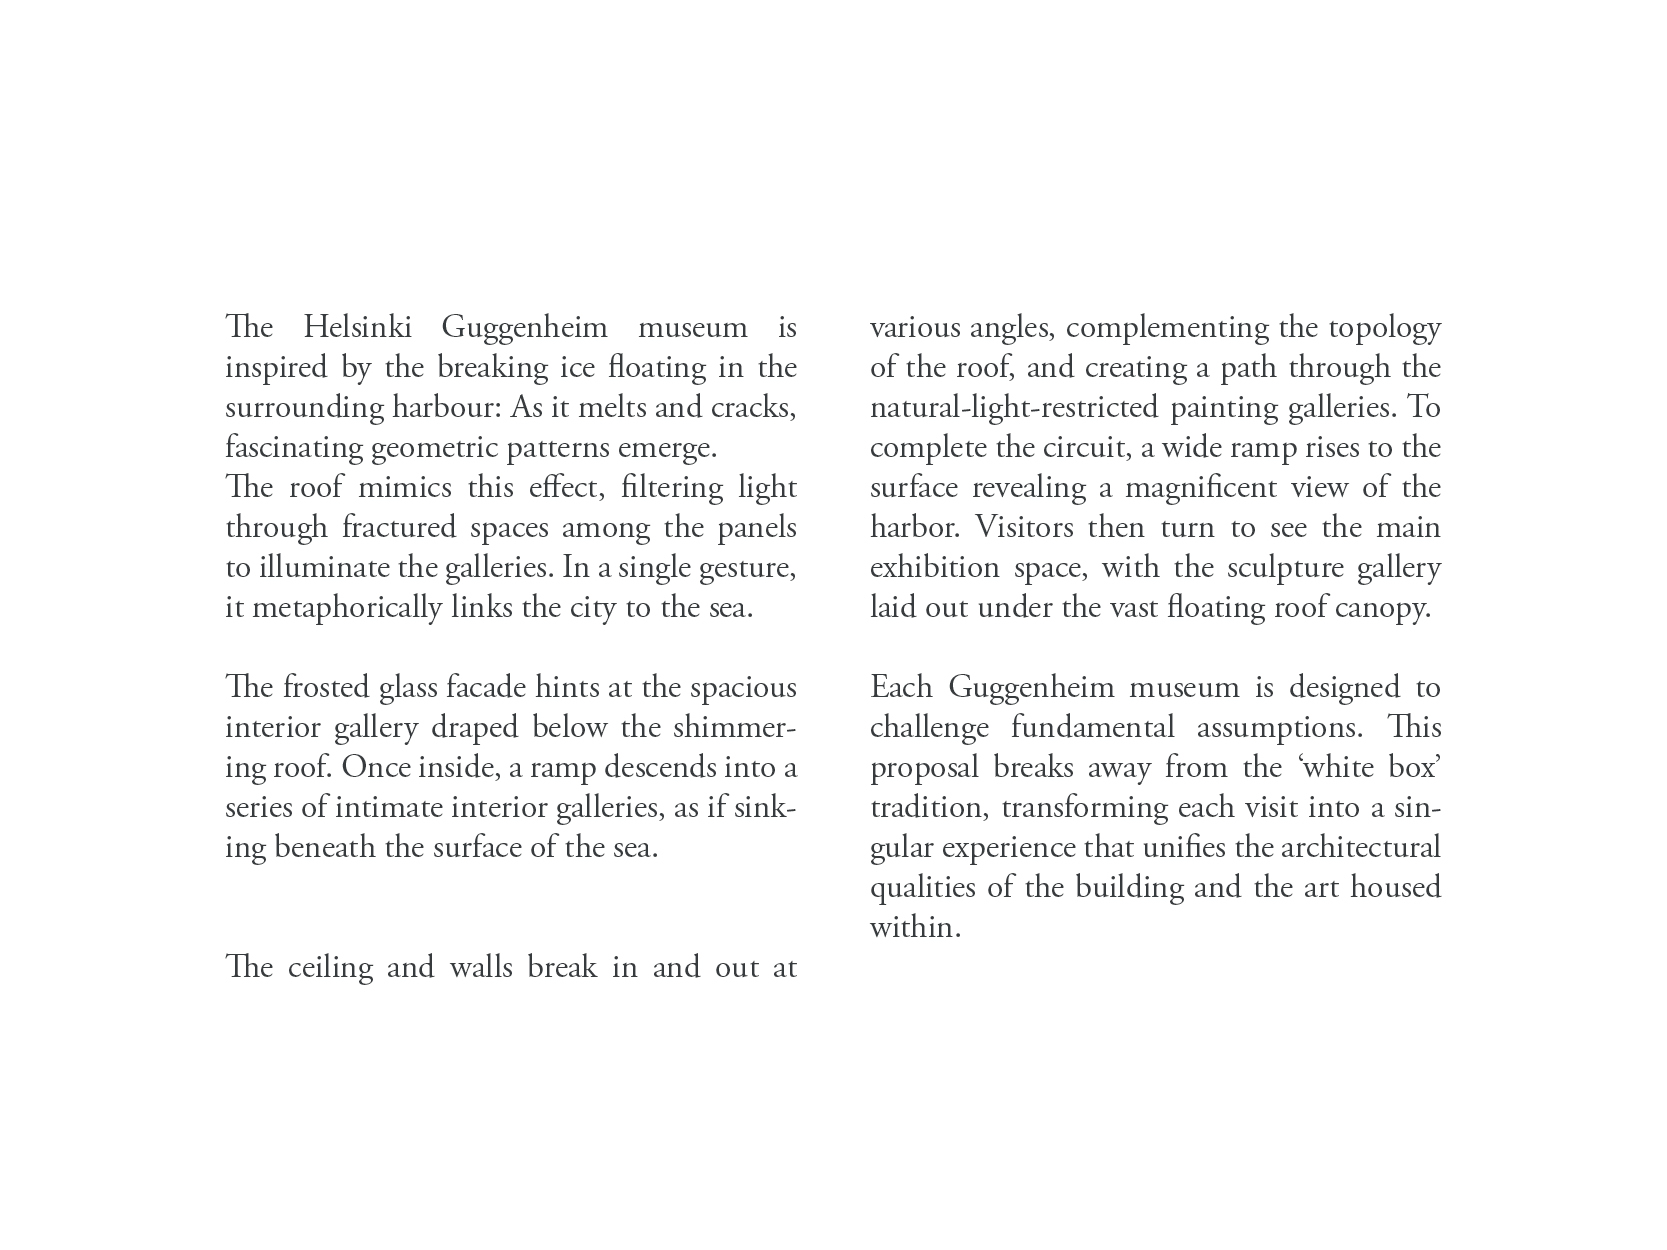 The Helsinki Guggenheim museum is
inspired by the breaking ice floating in the
surrounding harbour: As it melts and cracks,
fascinating geometric patterns emerge.
The roof mimics this effect, filtering light
through fractured spaces among the panels
to illuminate the galleries. In a single gesture,
it metaphorically links the city to the sea.
The frosted glass facade hints at the spacious
interior gallery draped below the shimmer-
ing roof. Once inside, a ramp descends into a
series of intimate interior galleries, as if sink-
ing beneath the surface of the sea.
The ceiling and walls break in and out at
various angles, complementing the topology
of the roof, and creating a path through the
natural-light-restricted painting galleries. To
complete the circuit, a wide ramp rises to the
surface revealing a magnificent view of the
harbor. Visitors then turn to see the main
exhibition space, with the sculpture gallery
laid out under the vast floating roof canopy.
Each Guggenheim museum is designed to
challenge fundamental assumptions. This
proposal breaks away from the ‘white box’
tradition, transforming each visit into a sin-
gular experience that unifies the architectural
qualities of the building and the art housed
within.